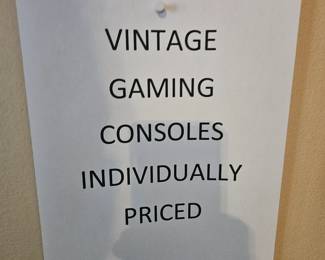 VINTAGE
GAMING
CONSOLES
INDIVIDUALLY
PRICED